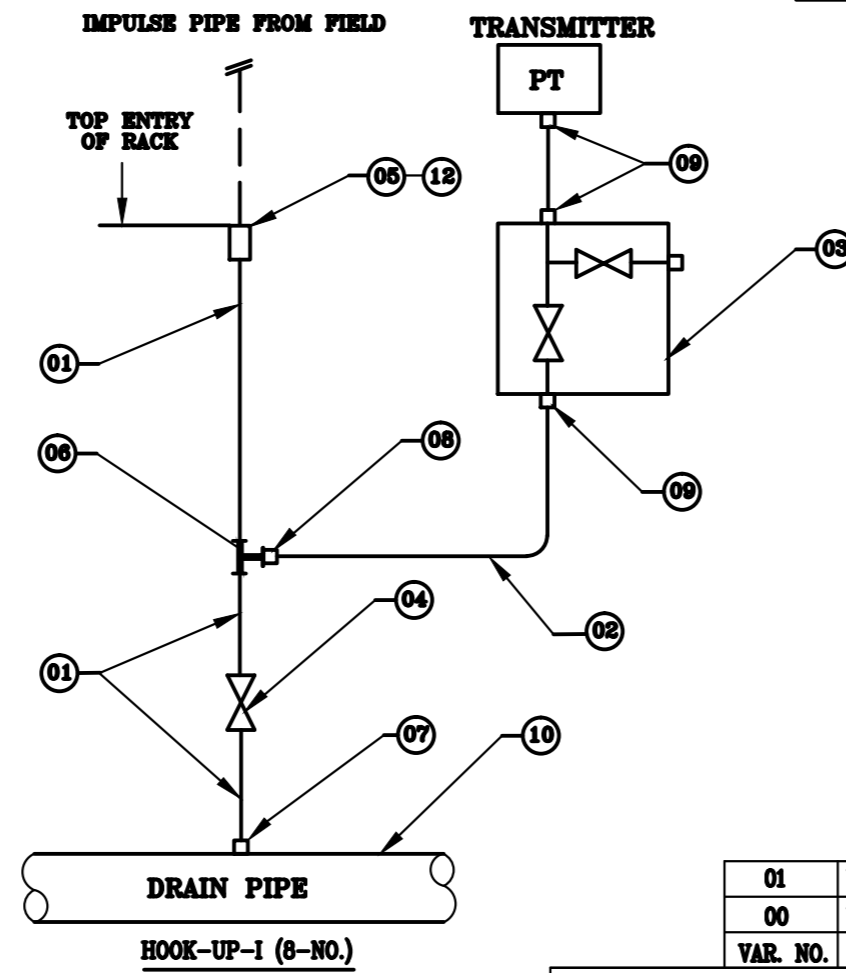 IMPULSE PIPE FROM FIELD
TRANSMITTER
PT
TOP ENTRY
OF RACK
05
12
09
03
01
06
08
09
04
02
01
07
10
DRAIN PIPE
HOOK-UP-I (8-NO.)
01
00
VAR. NO.